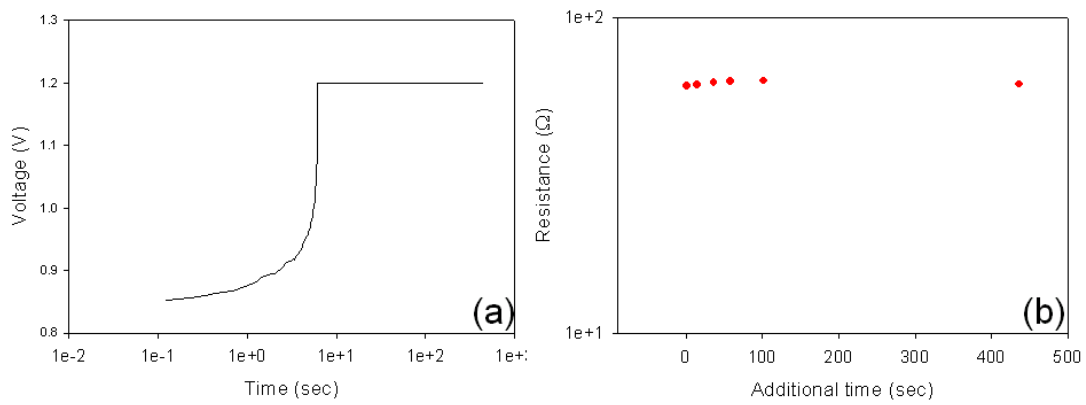 1.3
1.2
1.1
1.0
0.9
0.8
Voltage (V)
1e-2
1e-1
1e+0
1e+1
1e+2
1e+3
Time (sec)
(a)
1e+2
1e+1
Resistance (Ω)
0
100
200
300
400
500
Additional time (sec)
(b)